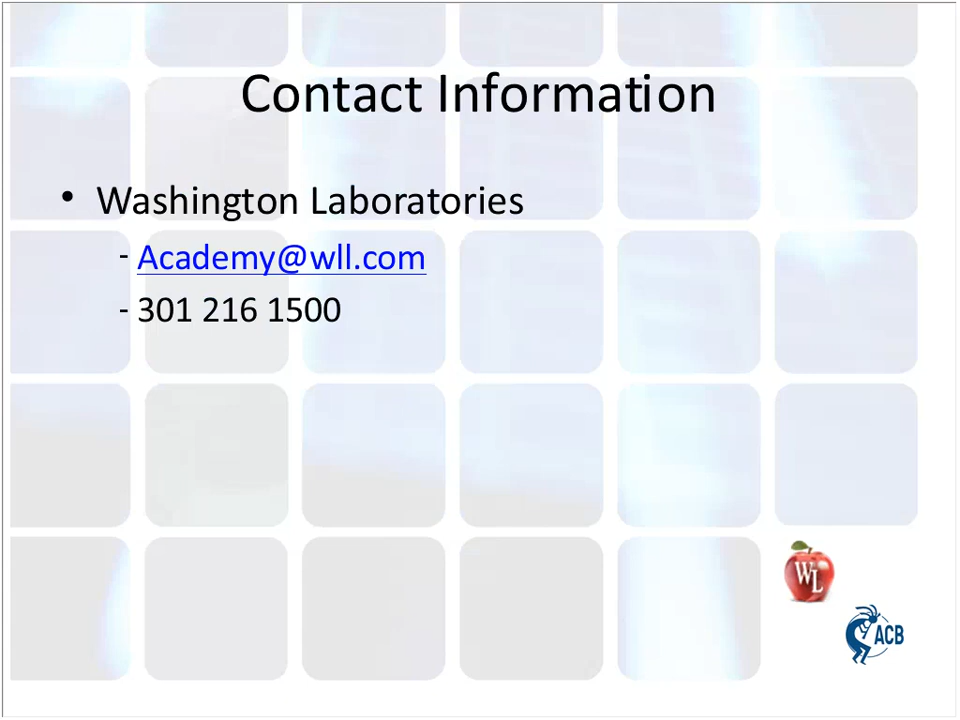 Contact Information
• Washington Laboratories
- Academy@wll.com
- 301 216 1500
WL
ACB